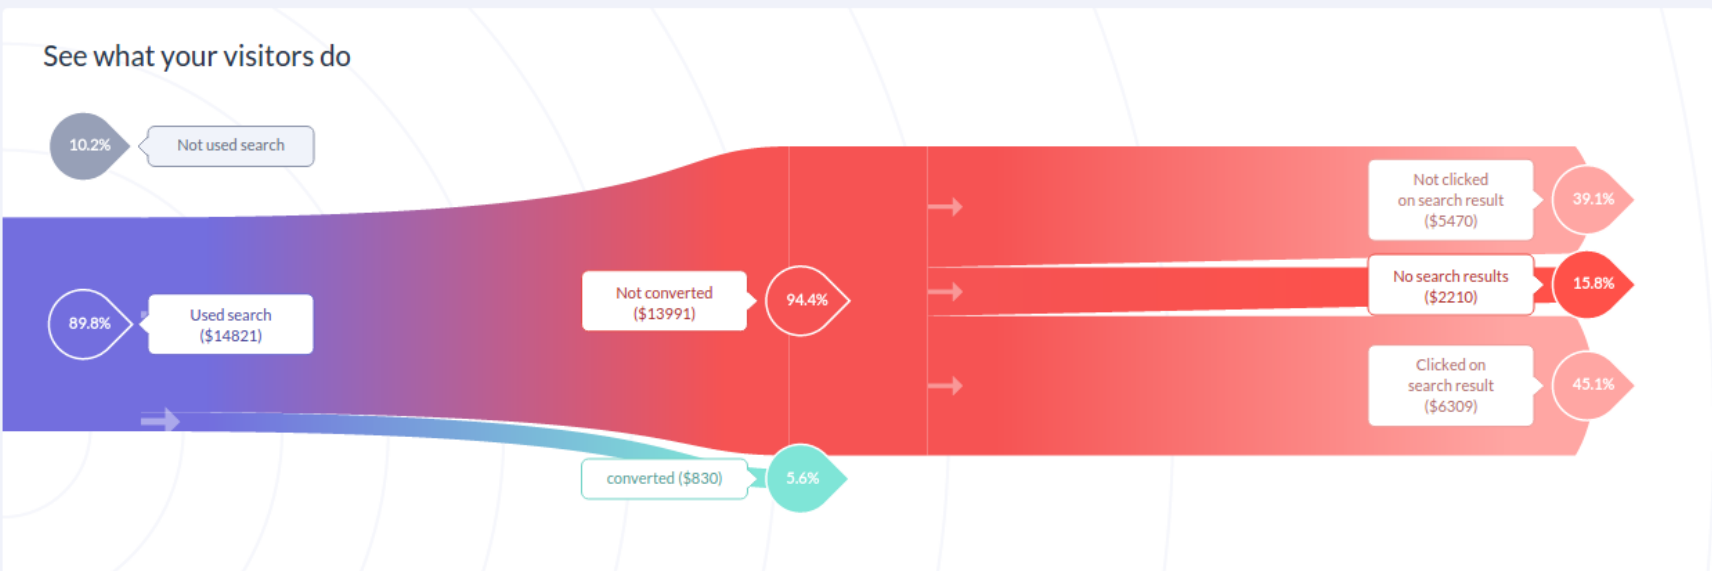 See what your visitors do
10.2%
Not used search
89.8%
Used search
($14821)
Not converted
($13991)
94.4%
converted ($830)
5.6%
Not clicked
on search result
($5470)
39.1%
No search results
($2210)
15.8%
Clicked on
search result
($6309)
45.1%